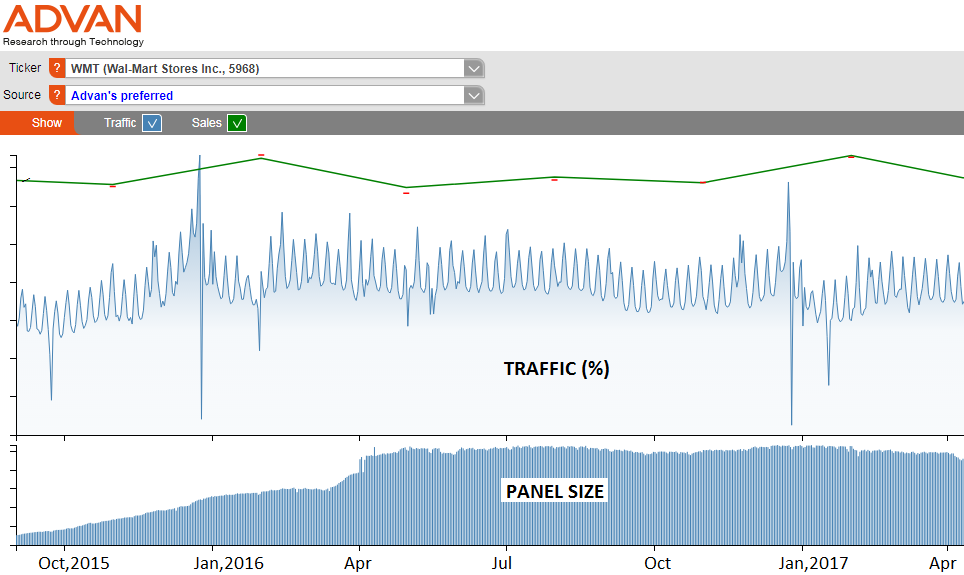 ADVAN
Research through Technology
Ticker ? WMT (Wal-Mart Stores Inc., 5968)
Source ? Advan's preferred
Show Traffic Sales
TRAFFIC (%)
PANEL SIZE
Oct,2015 Jan,2016 Apr Jul Oct Jan,2017 Apr